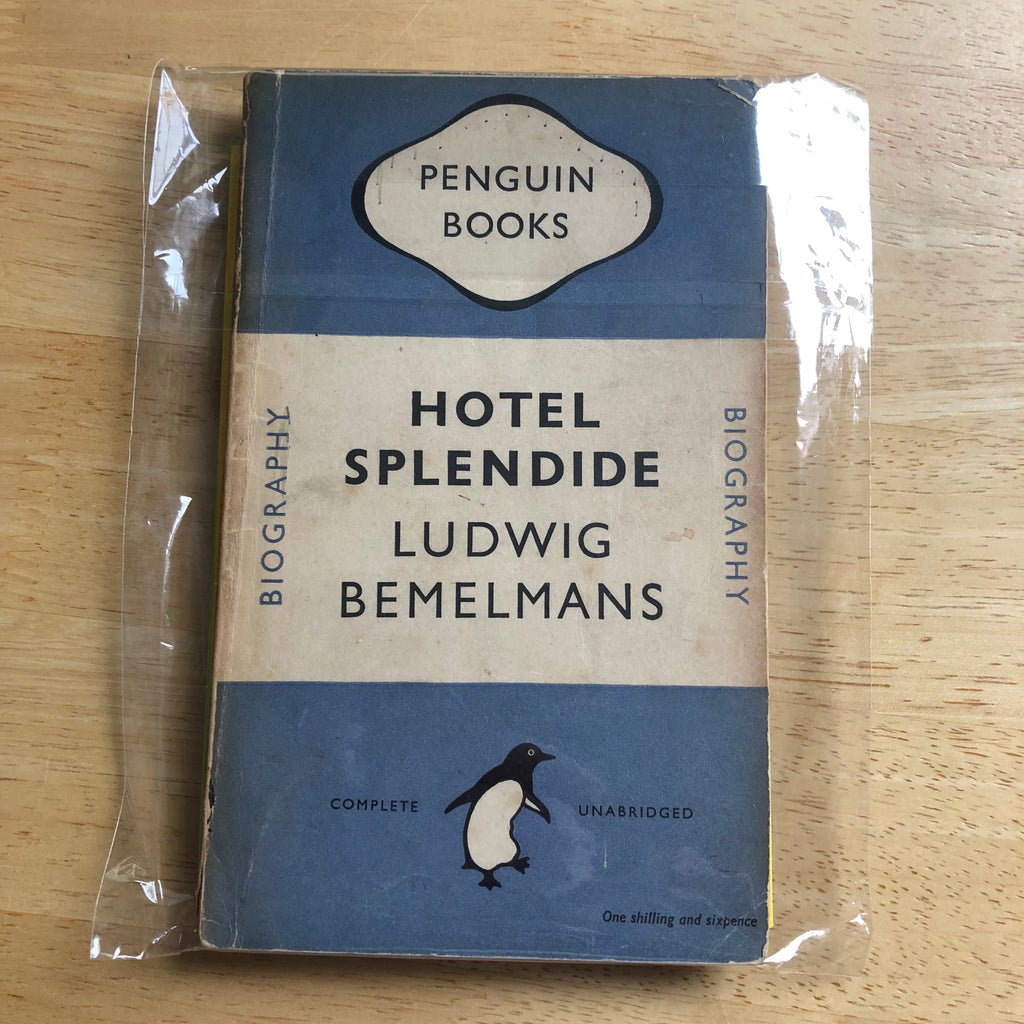 PENGUIN
BOOKS
HOTEL
SPLENDIDE
LUDWIG
BEMELMANS
BIOGRAPHY
BIOGRAPHY
COMPLETE
UNABRIDGED
One shilling and sixpence